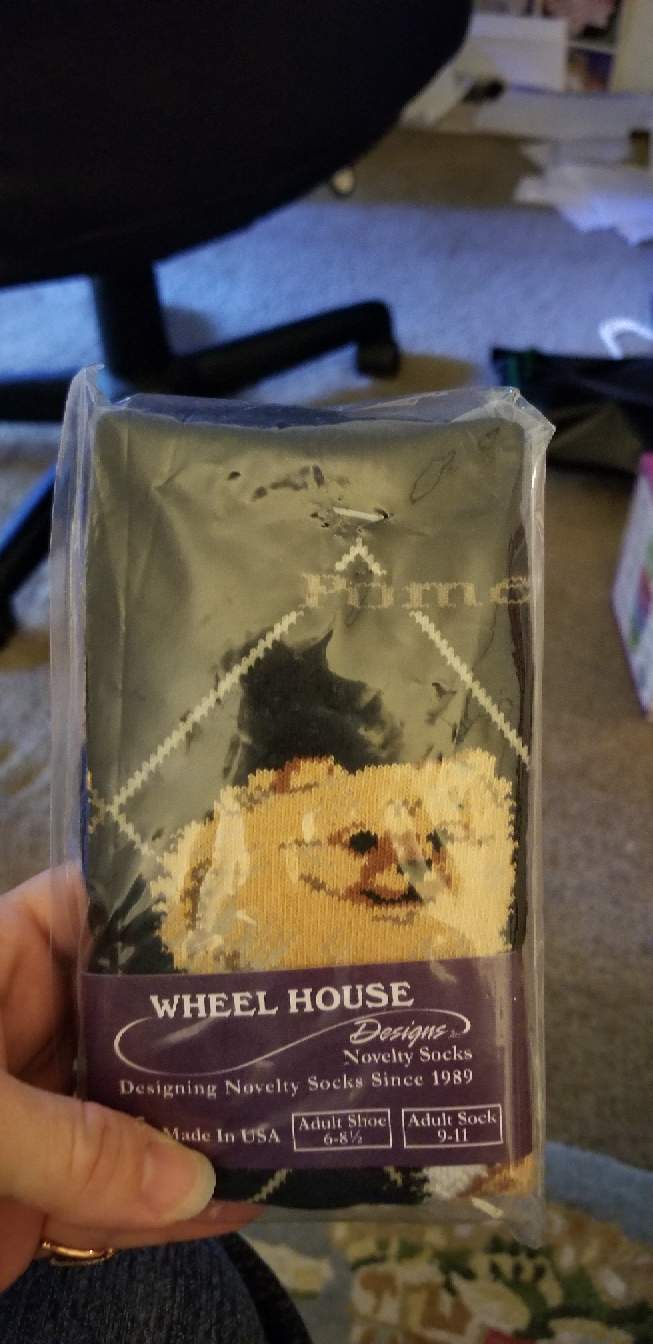 Pome
WHEEL HOUSE
Designs
Novelty Socks
Designing Novelty Socks Since 1989
Made In USA
Adult Shoe
6-8½
Adult Sock
9-11